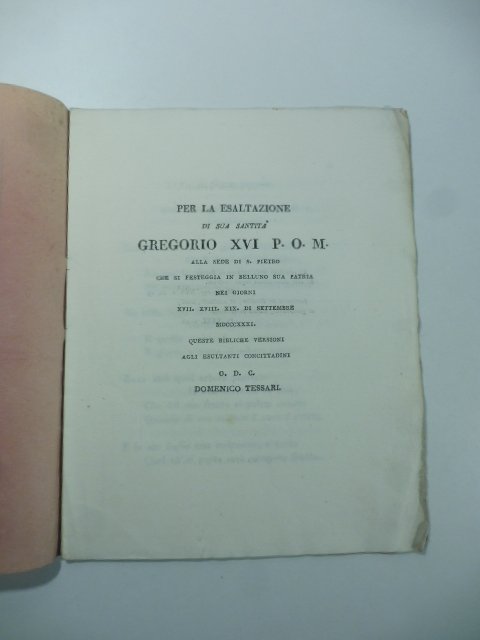 PER LA ESALTAZIONE
DI SUA SANTITÀ
GREGORIO XVI P. O. M.
ALLA SEDE DI S. PIETRO
CHE SI FESTEGGIA IN BELLUNO SUA PATRIA
NEI GIORNI
XVII. XVIII. XIX. DI SETTEMBRE
MDCCCXXXI.
QUESTE BIBLICHE VERSIONI
AGLI ESULTANTI CONCITTADINI
O. D. C.
DOMENICO TESSARI.